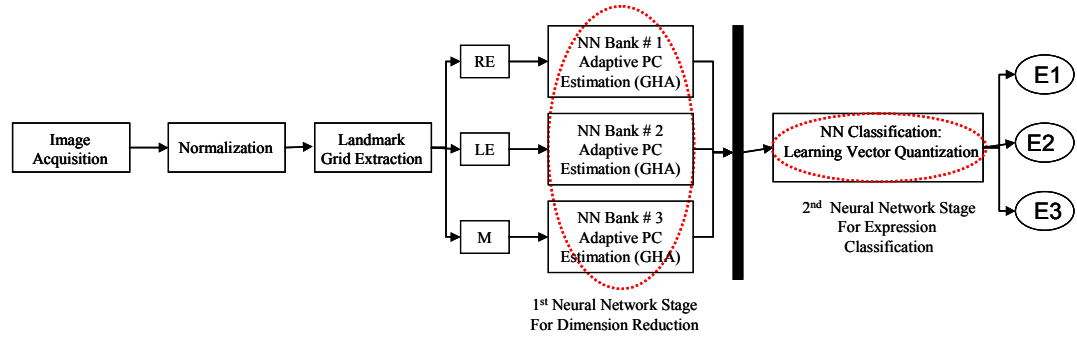 Image
Acquisition
Normalization
Landmark
Grid Extraction
RE
LE
M
NN Bank # 1
Adaptive PC
Estimation (GHA)
NN Bank # 2
Adaptive PC
Estimation (GHA)
NN Bank # 3
Adaptive PC
Estimation (GHA)
1st Neural Network Stage
For Dimension Reduction
NN Classification:
Learning Vector Quantization
2nd Neural Network Stage
For Expression
Classification
E1
E2
E3